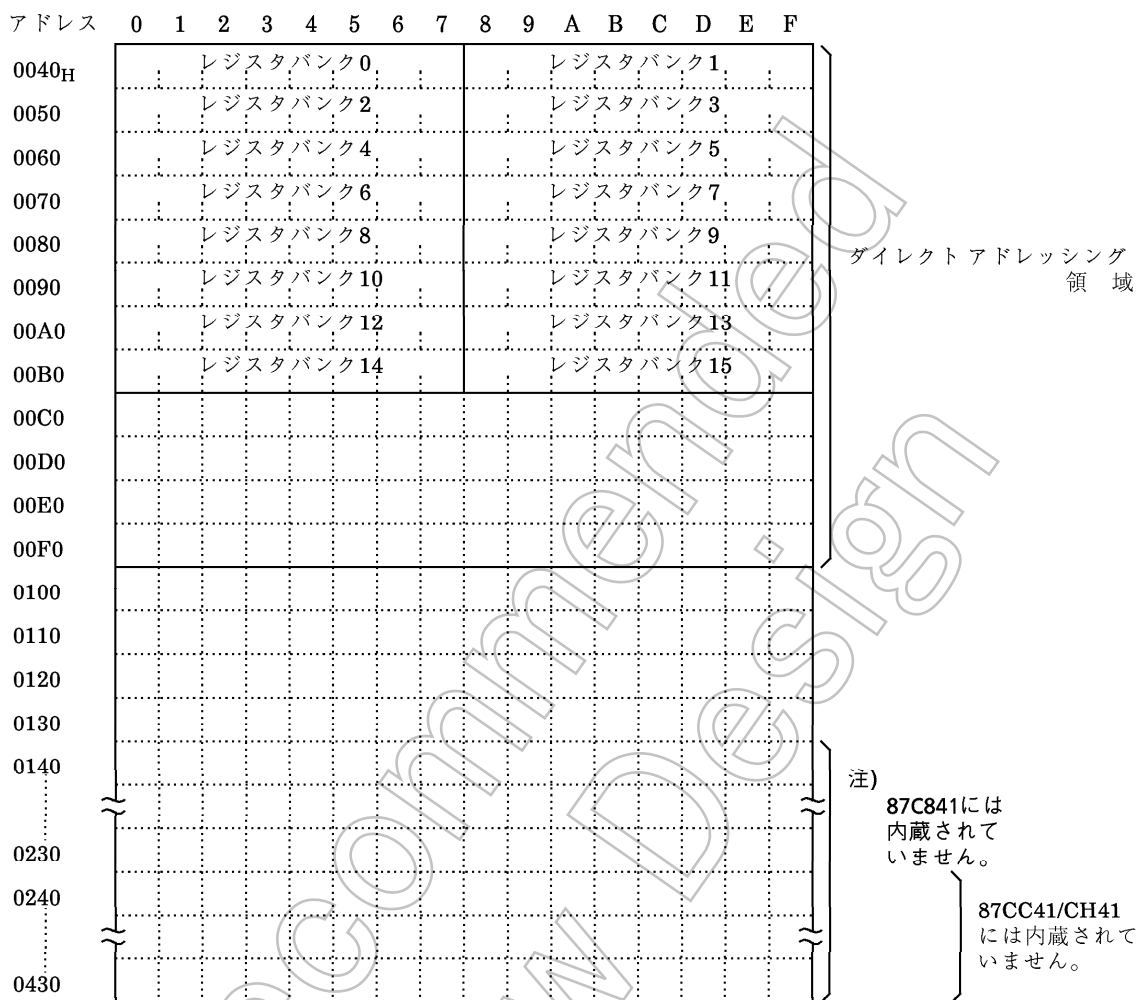 アドレス 0 1 2 3 4 5 6 7 8 9 A B C D E F
0040H レジスタバンク0 レジスタバンク1
0050 レジスタバンク2 レジスタバンク3
0060 レジスタバンク4 レジスタバンク5
0070 レジスタバンク6 レジスタバンク7
0080 レジスタバンク8 レジスタバンク9
0090 レジスタバンク10 レジスタバンク11
00A0 レジスタバンク12 レジスタバンク13
00B0 レジスタバンク14 レジスタバンク15
00C0
00D0
00E0
00F0
ダイレクト アドレッシング
領 域
0100
0110
0120
0130
0140
0230
0240
0430
注)
87C841には
内蔵されて
いません。
87CC41/CH41
には内蔵されて
いません。
ecommended
w Design